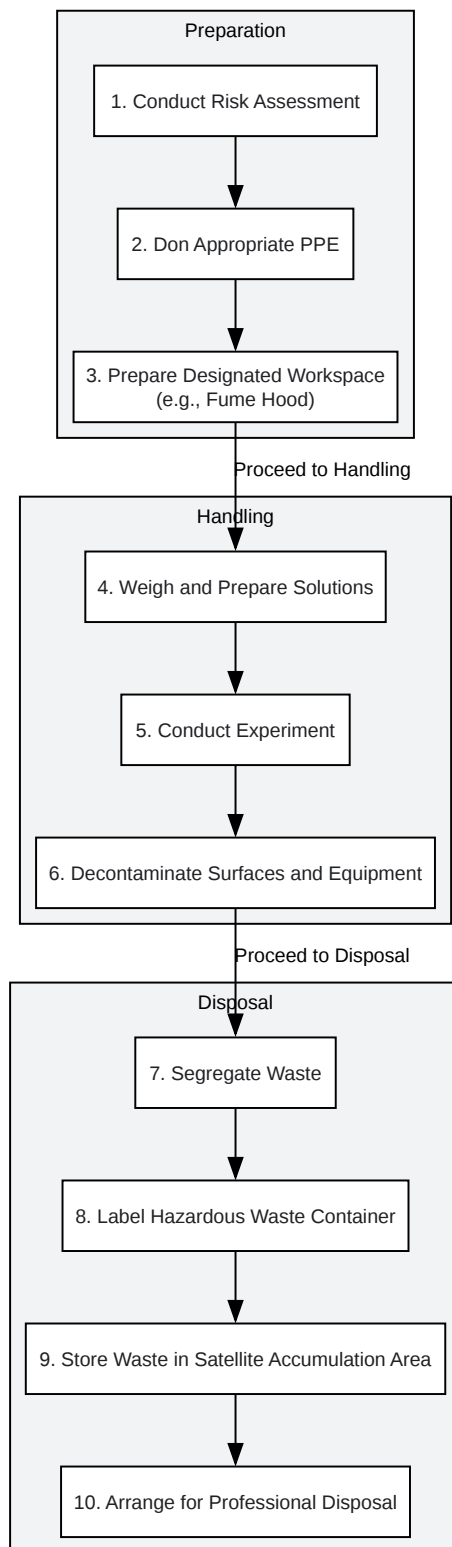 Preparation
1. Conduct Risk Assessment
2. Don Appropriate PPE
3. Prepare Designated Workspace
(e.g., Fume Hood)
Proceed to Handling
Handling
4. Weigh and Prepare Solutions
5. Conduct Experiment
6. Decontaminate Surfaces and Equipment
Proceed to Disposal
Disposal
7. Segregate Waste
8. Label Hazardous Waste Container
9. Store Waste in Satellite Accumulation Area
10. Arrange for Professional Disposal